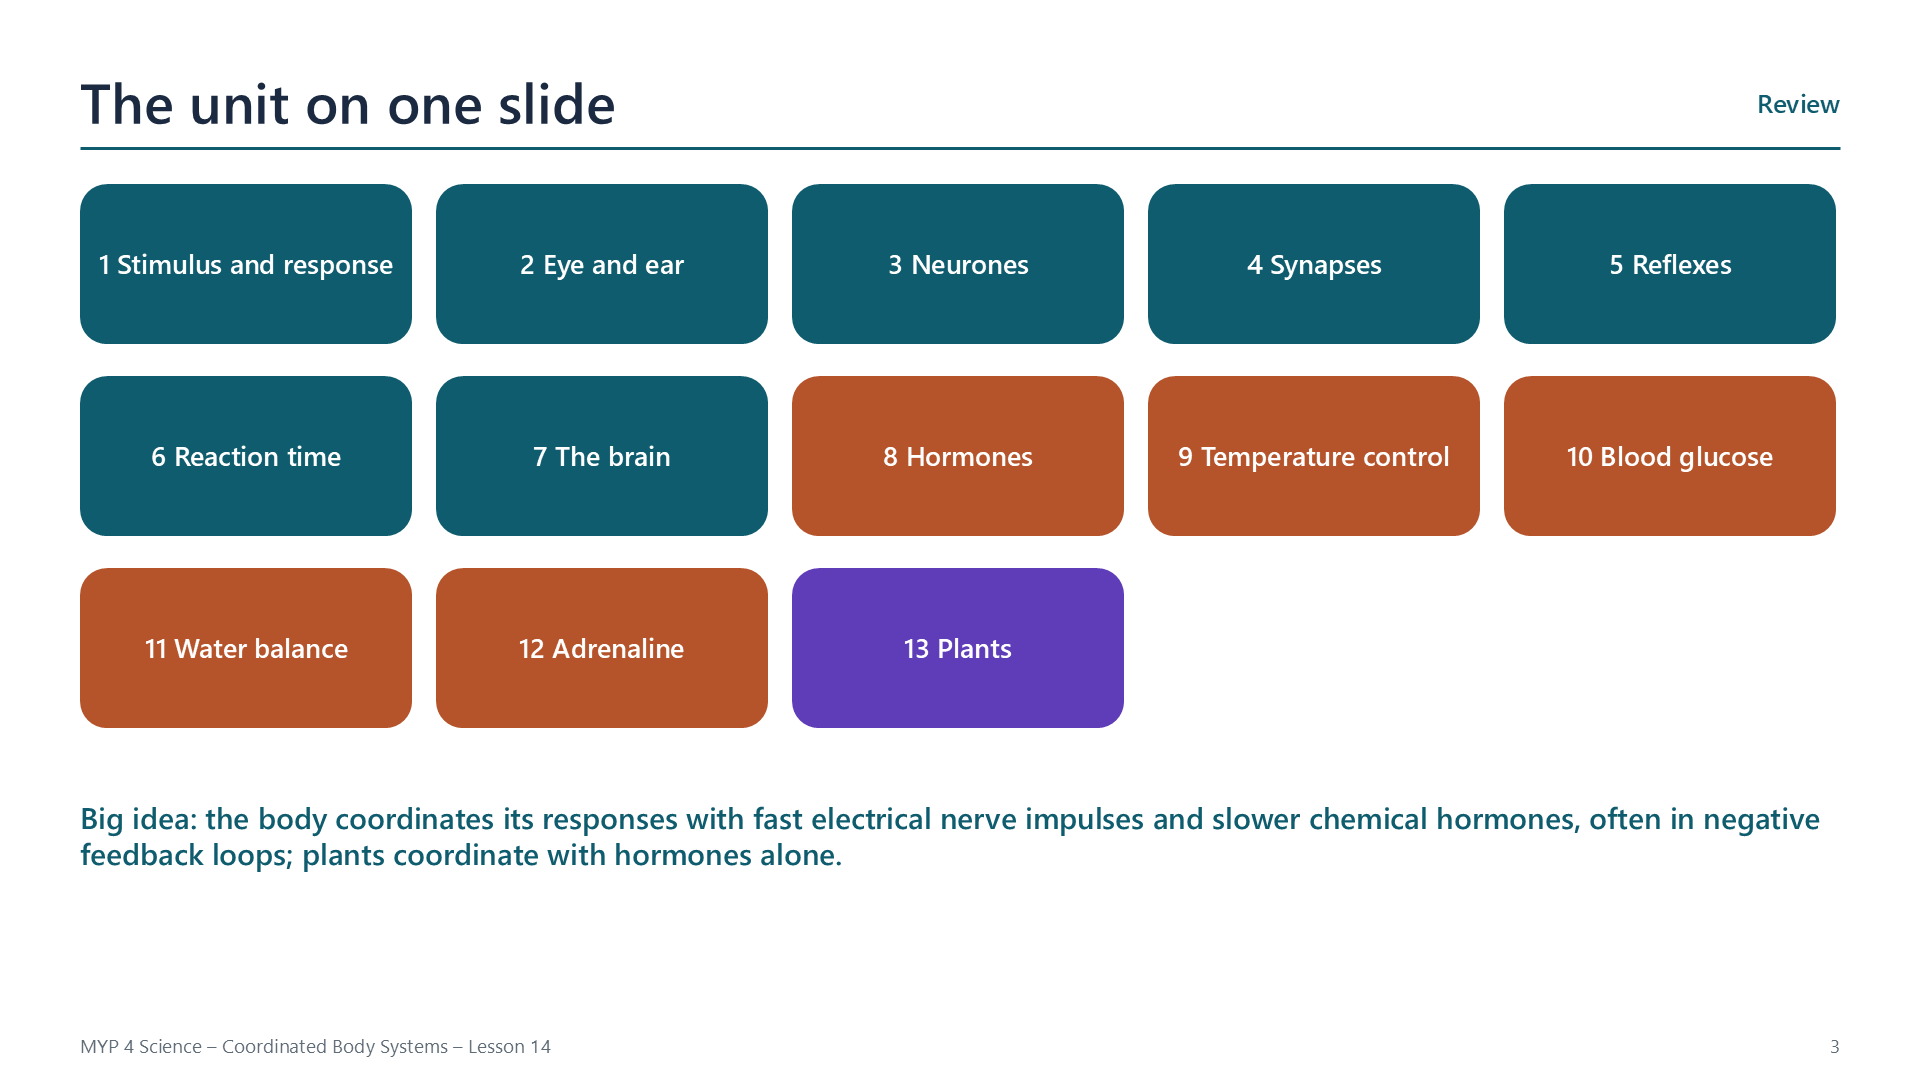 The unit on one slide
Review
1 Stimulus and response
2 Eye and ear
3 Neurones
4 Synapses
5 Reflexes
6 Reaction time
7 The brain
8 Hormones
9 Temperature control
10 Blood glucose
11 Water balance
12 Adrenaline
13 Plants
Big idea: the body coordinates its responses with fast electrical nerve impulses and slower chemical hormones, often in negative
feedback loops; plants coordinate with hormones alone.
MYP 4 Science – Coordinated Body Systems – Lesson 14
3